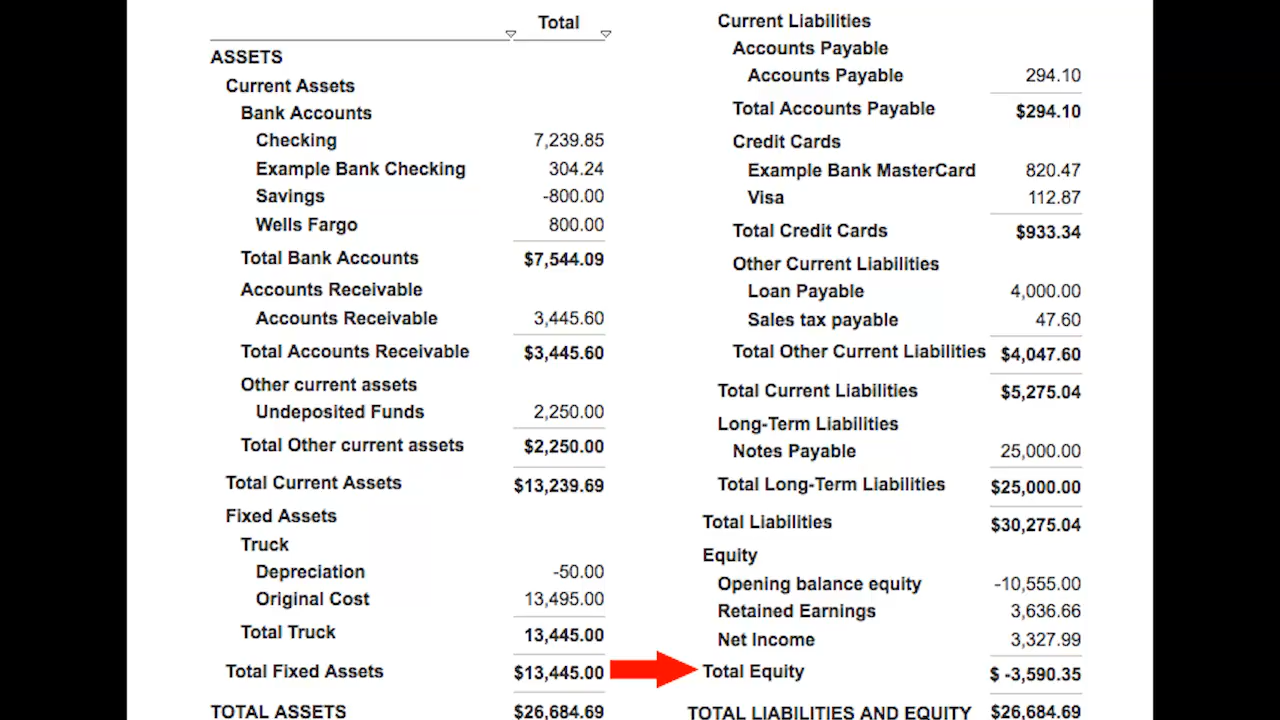 Total
ASSETS
Current Assets
Bank Accounts
Checking 7,239.85
Example Bank Checking 304.24
Savings -800.00
Wells Fargo 800.00
Total Bank Accounts $7,544.09
Accounts Receivable
Accounts Receivable 3,445.60
Total Accounts Receivable $3,445.60
Other current assets
Undeposited Funds 2,250.00
Total Other current assets $2,250.00
Total Current Assets $13,239.69
Fixed Assets
Truck
Depreciation -50.00
Original Cost 13,495.00
Total Truck 13,445.00
Total Fixed Assets $13,445.00
TOTAL ASSETS $26,684.69
Current Liabilities
Accounts Payable
Accounts Payable 294.10
Total Accounts Payable $294.10
Credit Cards
Example Bank MasterCard 820.47
Visa 112.87
Total Credit Cards $933.34
Other Current Liabilities
Loan Payable 4,000.00
Sales tax payable 47.60
Total Other Current Liabilities $4,047.60
Total Current Liabilities $5,275.04
Long-Term Liabilities
Notes Payable 25,000.00
Total Long-Term Liabilities $25,000.00
Total Liabilities $30,275.04
Equity
Opening balance equity -10,555.00
Retained Earnings 3,636.66
Net Income 3,327.99
Total Equity $ -3,590.35
TOTAL LIABILITIES AND EQUITY $26,684.69